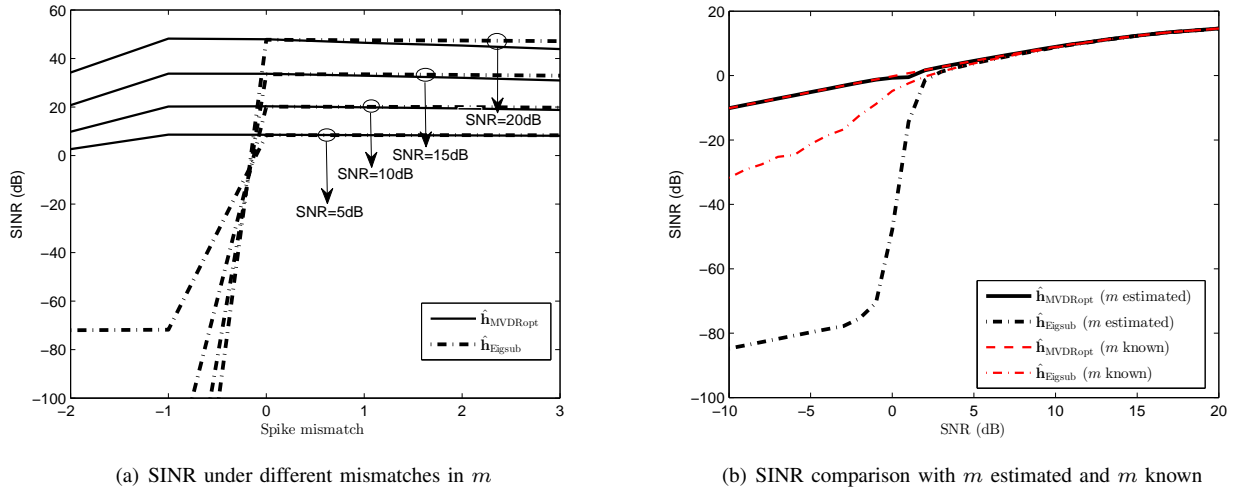 60
40
20
0
−20
−40
−60
−80
−100
SINR (dB)
SNR=20dB
SNR=15dB
SNR=10dB
SNR=5dB
ĥMVDRopt
ĥEigsub
−2 −1 0 1 2 3
Spike mismatch
(a) SINR under different mismatches in m
20
0
−20
−40
−60
−80
−100
SINR (dB)
ĥMVDRopt (m estimated)
ĥEigsub (m estimated)
ĥMVDRopt (m known)
ĥEigsub (m known)
−10 −5 0 5 10 15 20
SNR (dB)
(b) SINR comparison with m estimated and m known